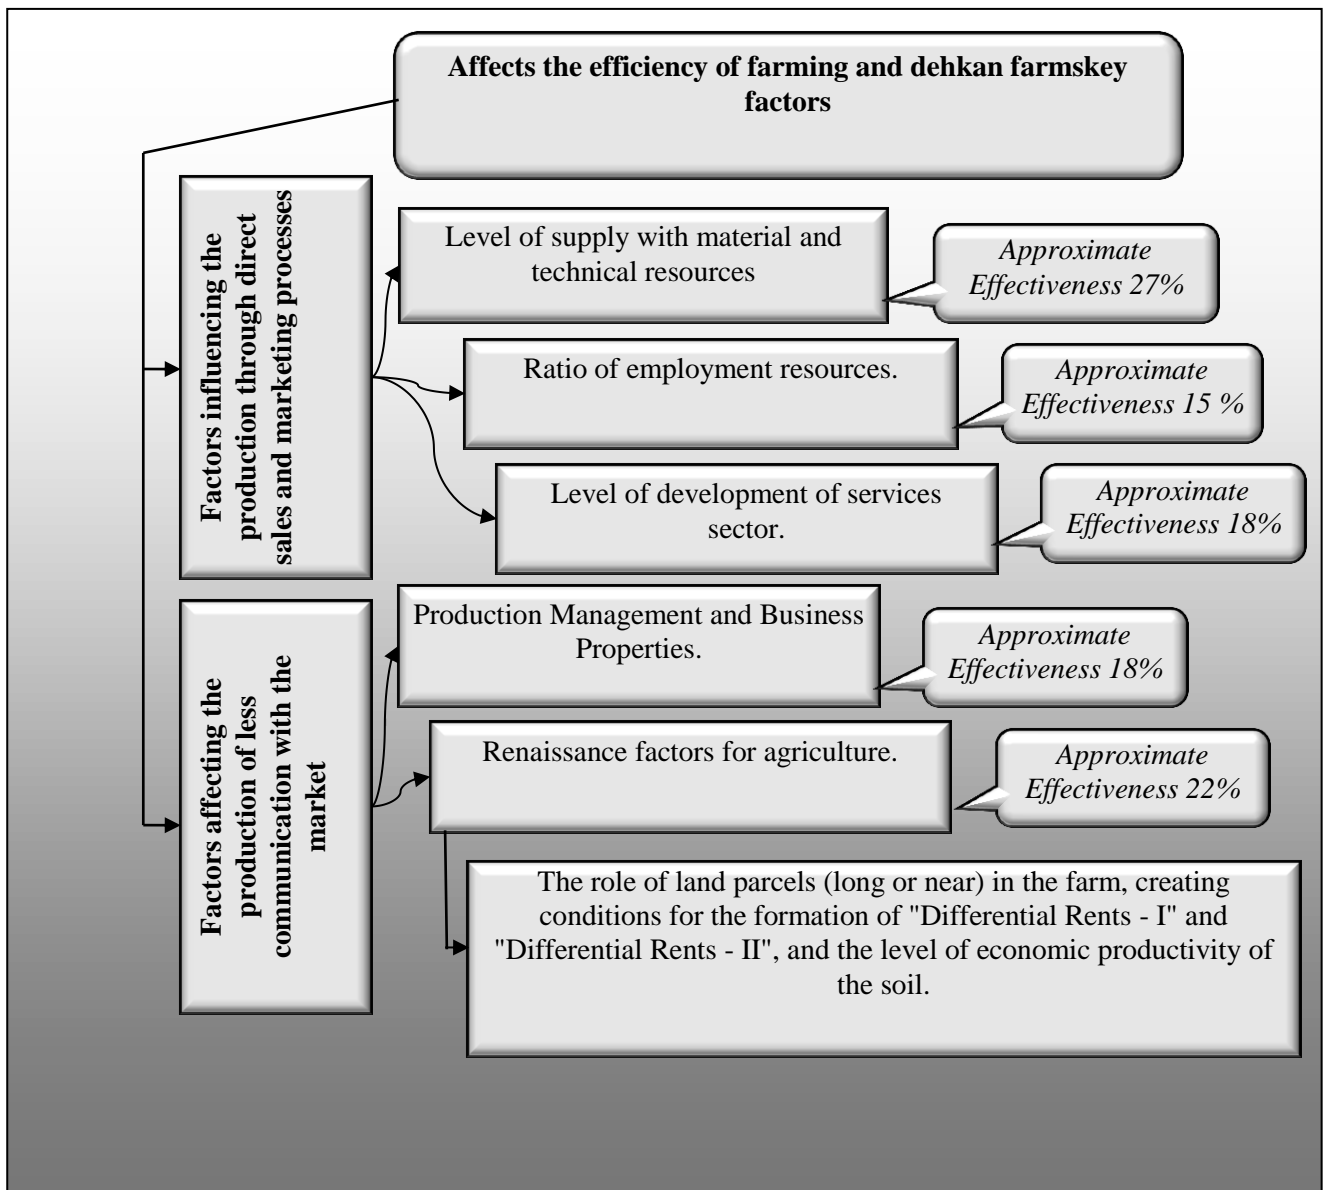 Affects the efficiency of farming and dehkan farmskey
factors
Factors influencing the
production through direct
sales and marketing processes
Level of supply with material and
technical resources
Approximate
Effectiveness 27%
Ratio of employment resources.
Approximate
Effectiveness 15 %
Level of development of services
sector.
Approximate
Effectiveness 18%
Factors affecting the
production of less
communication with the
market
Production Management and Business
Properties.
Approximate
Effectiveness 18%
Renaissance factors for agriculture.
Approximate
Effectiveness 22%
The role of land parcels (long or near) in the farm, creating
conditions for the formation of "Differential Rents - I" and
"Differential Rents - II", and the level of economic productivity of
the soil.